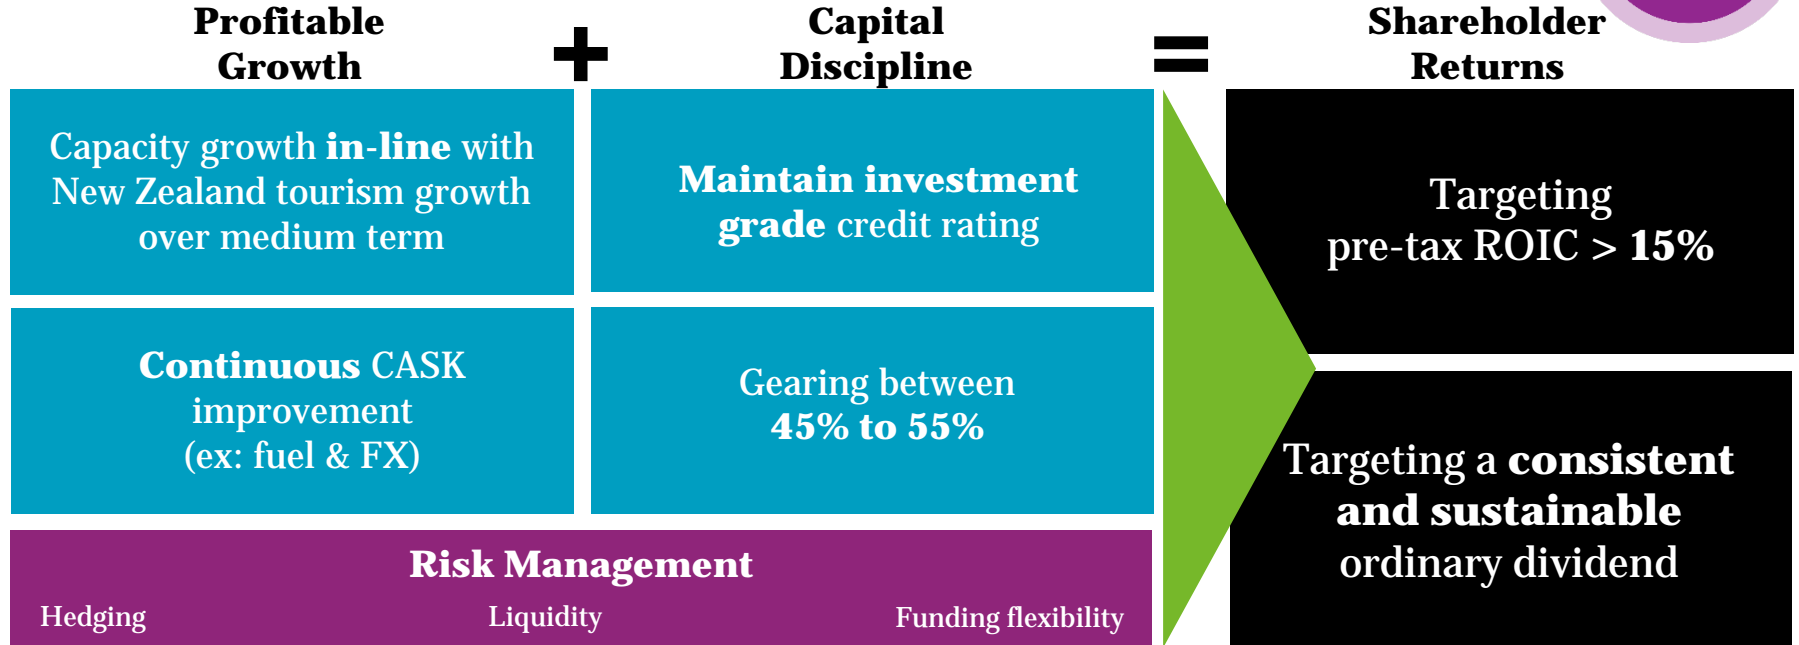 Profitable
Growth
+
Capital
Discipline
=
Shareholder
Returns
Capacity growth in-line with
New Zealand tourism growth
over medium term
Maintain investment
grade credit rating
Targeting
pre-tax ROIC > 15%
Continuous CASK
improvement
(ex: fuel & FX)
Gearing between
45% to 55%
Targeting a consistent
and sustainable
ordinary dividend
Risk Management
Hedging
Liquidity
Funding flexibility